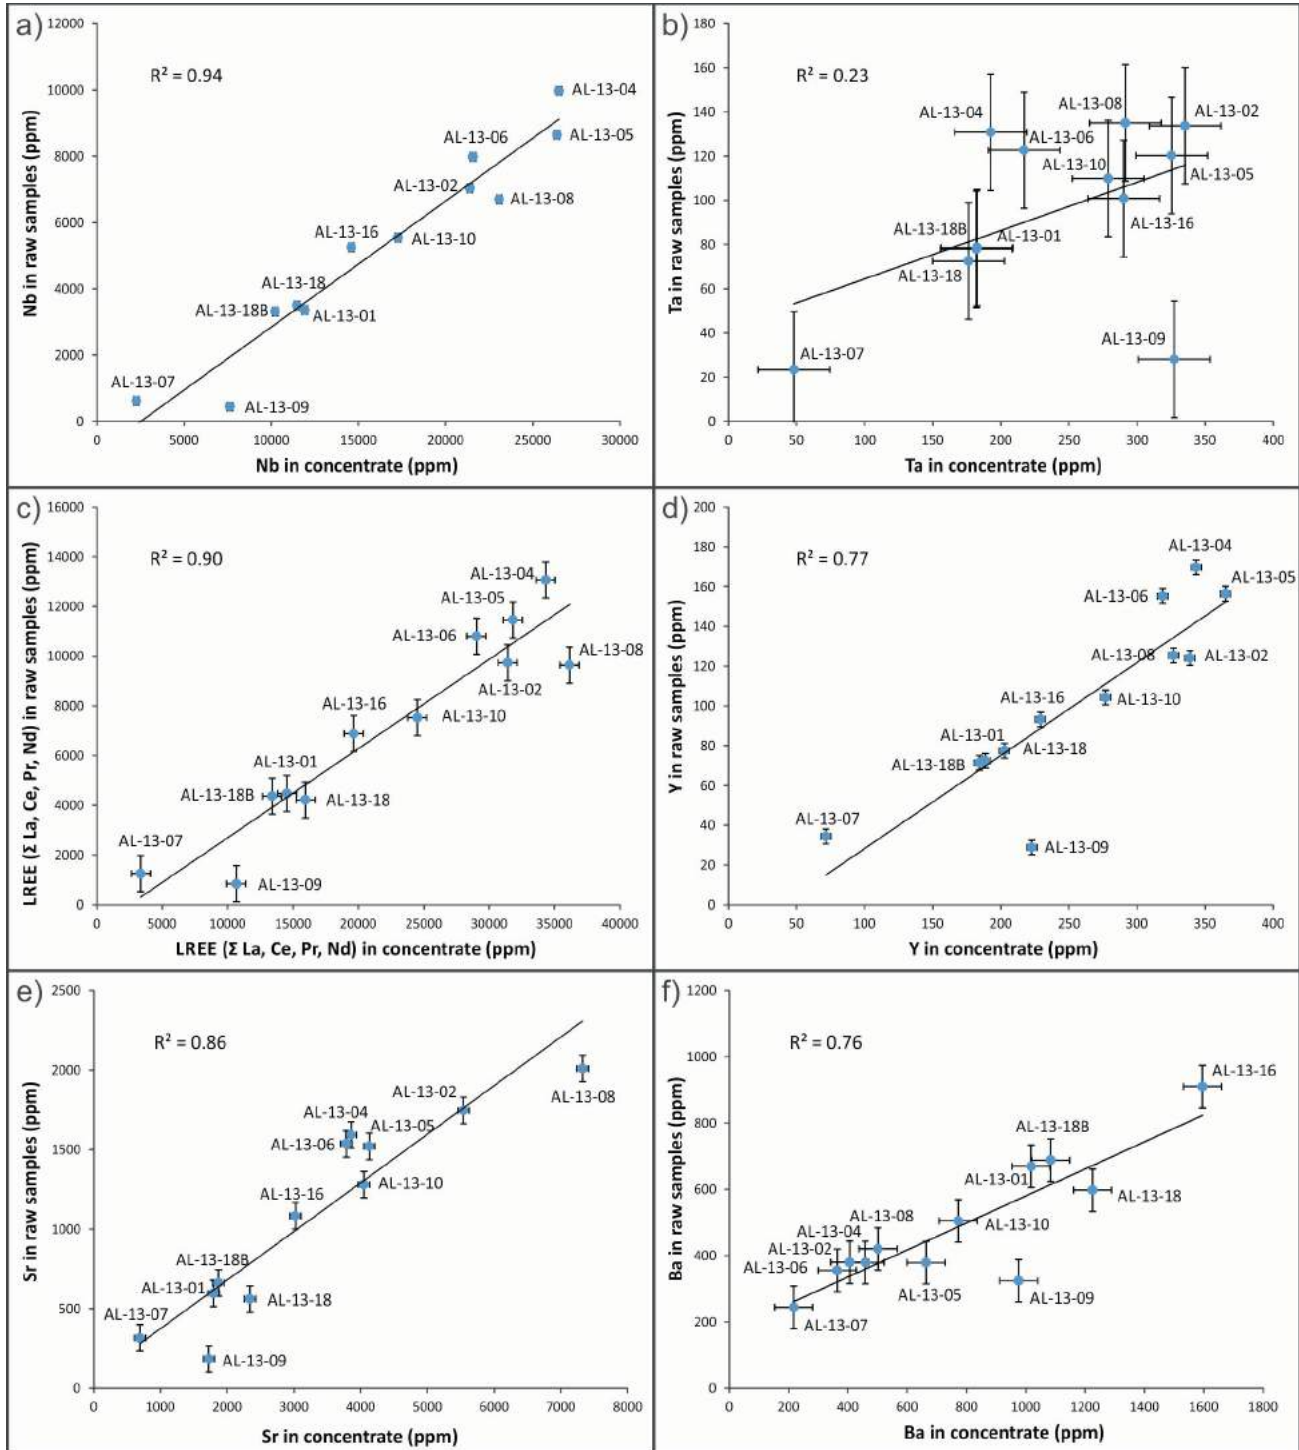 a)
12000
10000
8000
6000
4000
2000
0
Nb in raw samples (ppm)
R² = 0.94
AL-13-04
AL-13-06
AL-13-05
AL-13-02
AL-13-08
AL-13-16
AL-13-10
AL-13-18
AL-13-18B
AL-13-01
AL-13-07
AL-13-09
0 5000 10000 15000 20000 25000 30000
Nb in concentrate (ppm)
b)
180
160
140
120
100
80
60
40
20
0
Ta in raw samples (ppm)
R² = 0.23
AL-13-08
AL-13-04
AL-13-02
AL-13-06
AL-13-10
AL-13-05
AL-13-18B
AL-13-01
AL-13-16
AL-13-18
AL-13-09
AL-13-07
0 50 100 150 200 250 300 350 400
Ta in concentrate (ppm)
c)
16000
14000
12000
10000
8000
6000
4000
2000
0
LREE (Σ La, Ce, Pr, Nd) in raw samples (ppm)
R² = 0.90
AL-13-04
AL-13-05
AL-13-06
AL-13-08
AL-13-02
AL-13-16
AL-13-10
AL-13-01
AL-13-18B
AL-13-18
AL-13-07
AL-13-09
0 5000 10000 15000 20000 25000 30000 35000 40000
LREE (Σ La, Ce, Pr, Nd) in concentrate (ppm)
d)
200
180
160
140
120
100
80
60
40
20
0
Y in raw samples (ppm)
R² = 0.77
AL-13-04
AL-13-05
AL-13-06
AL-13-08
AL-13-02
AL-13-16
AL-13-10
AL-13-01
AL-13-18
AL-13-18B
AL-13-07
AL-13-09
0 50 100 150 200 250 300 350 400
Y in concentrate (ppm)
e)
2500
2000
1500
1000
500
0
Sr in raw samples (ppm)
R² = 0.86
AL-13-02
AL-13-08
AL-13-04
AL-13-05
AL-13-06
AL-13-10
AL-13-16
AL-13-18B
AL-13-01
AL-13-18
AL-13-07
AL-13-09
0 1000 2000 3000 4000 5000 6000 7000 8000
Sr in concentrate (ppm)
f)
1200
1000
800
600
400
200
0
Ba in raw samples (ppm)
R² = 0.76
AL-13-16
AL-13-18B
AL-13-01
AL-13-18
AL-13-08
AL-13-10
AL-13-04
AL-13-02
AL-13-06
AL-13-05
AL-13-09
AL-13-07
0 200 400 600 800 1000 1200 1400 1600 1800
Ba in concentrate (ppm)